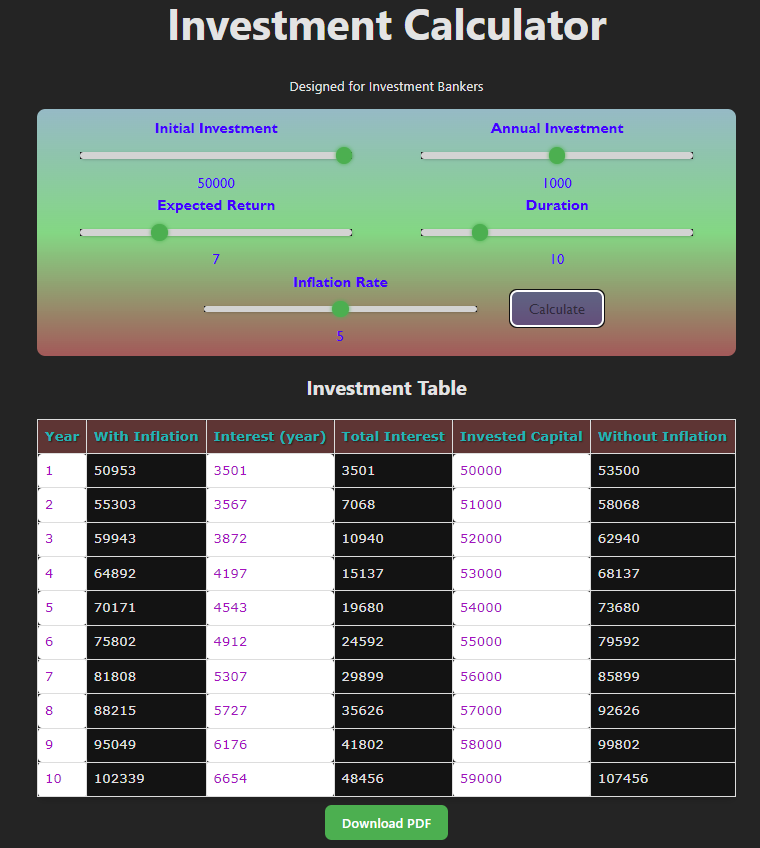 Investment Calculator
Designed for Investment Bankers
Initial Investment Annual Investment
50000 1000
Expected Return Duration
7 10
Inflation Rate
Calculate
5
Investment Table
Year With Inflation Interest (year) Total Interest Invested Capital Without Inflation
1 50953 3501 3501 50000 53500
2 55303 3567 7068 51000 58068
3 59943 3872 10940 52000 62940
4 64892 4197 15137 53000 68137
5 70171 4543 19680 54000 73680
6 75802 4912 24592 55000 79592
7 81808 5307 29899 56000 85899
8 88215 5727 35626 57000 92626
9 95049 6176 41802 58000 99802
10 102339 6654 48456 59000 107456
Download PDF